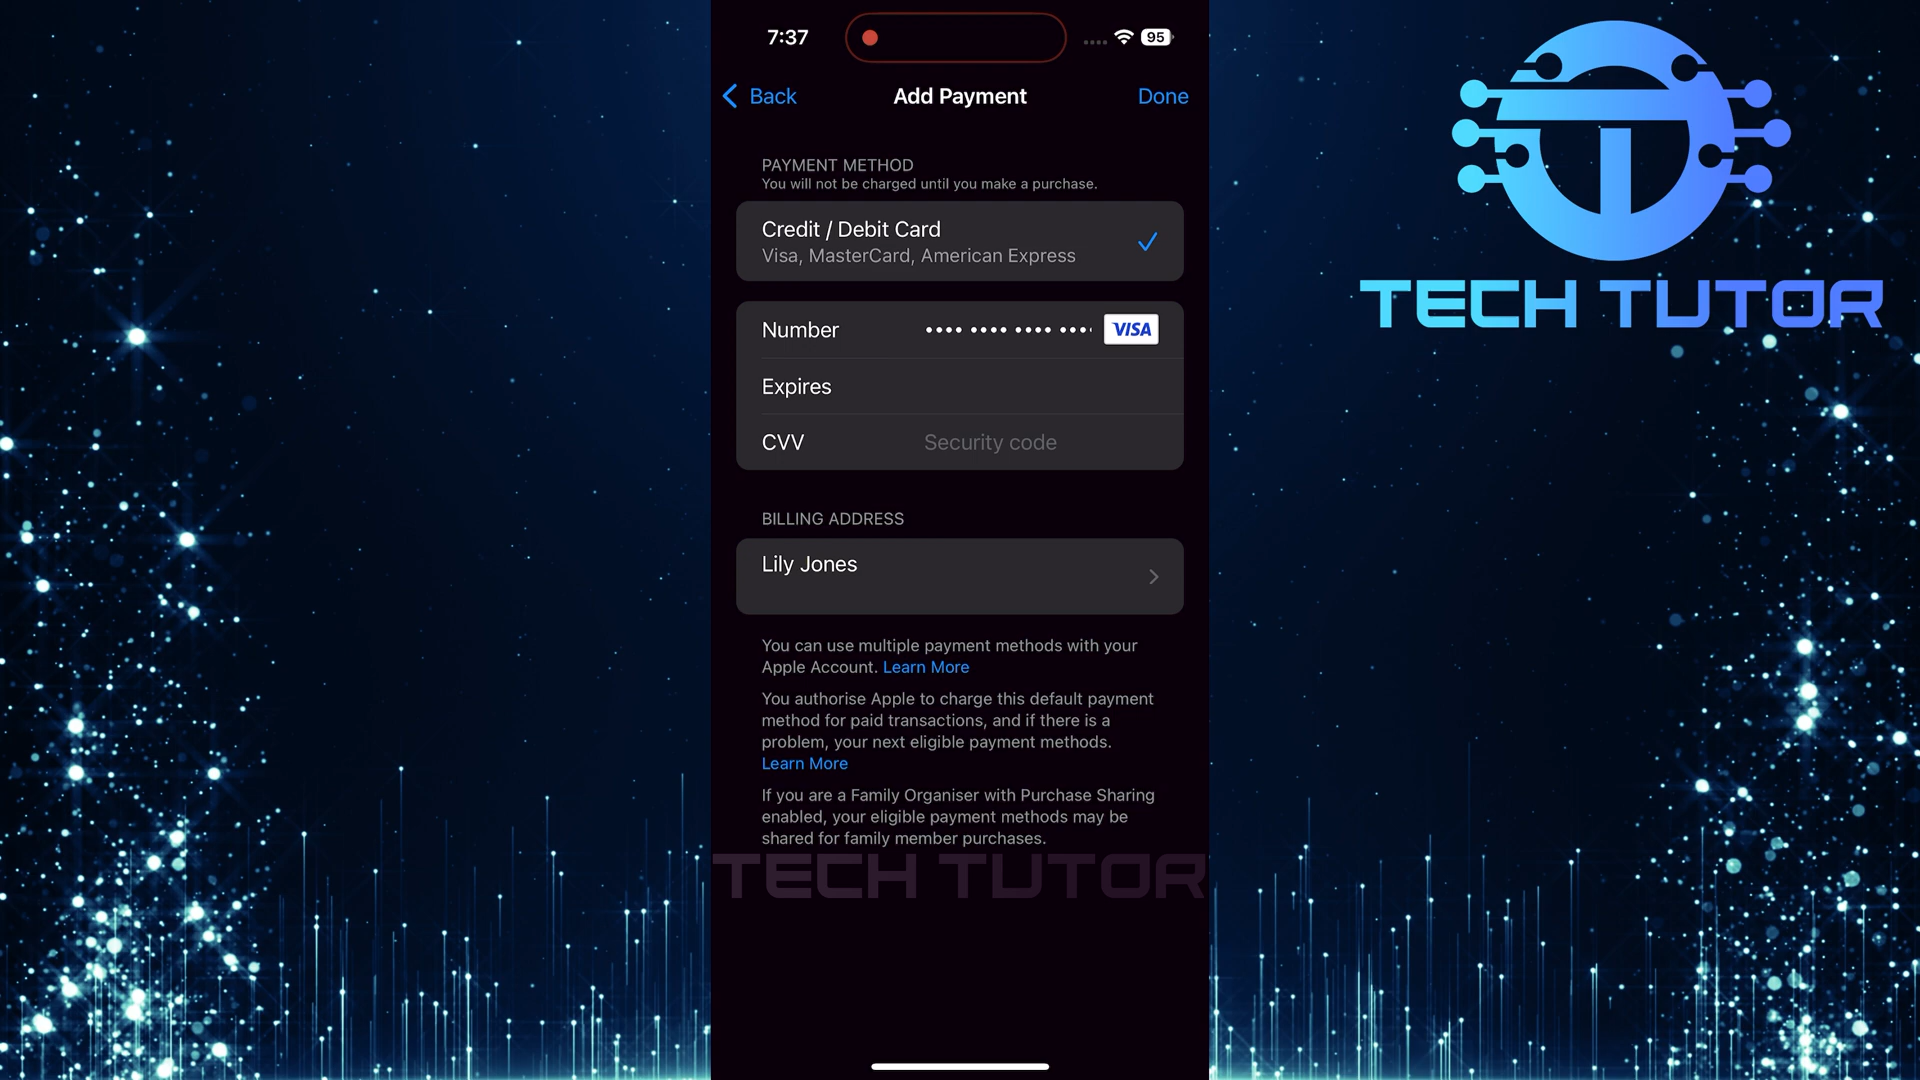 7:37
95
Back
Add Payment
Done
PAYMENT METHOD
You will not be charged until you make a purchase.
Credit / Debit Card
Visa, MasterCard, American Express
Number
•••• •••• •••• ••••
VISA
Expires
CVV
Security code
BILLING ADDRESS
Lily Jones
You can use multiple payment methods with your
Apple Account. Learn More
You authorise Apple to charge this default payment
method for paid transactions, and if there is a
problem, your next eligible payment methods.
Learn More
If you are a Family Organiser with Purchase Sharing
enabled, your eligible payment methods may be
shared for family member purchases.
TECH TUTOR
TECH TUTOR